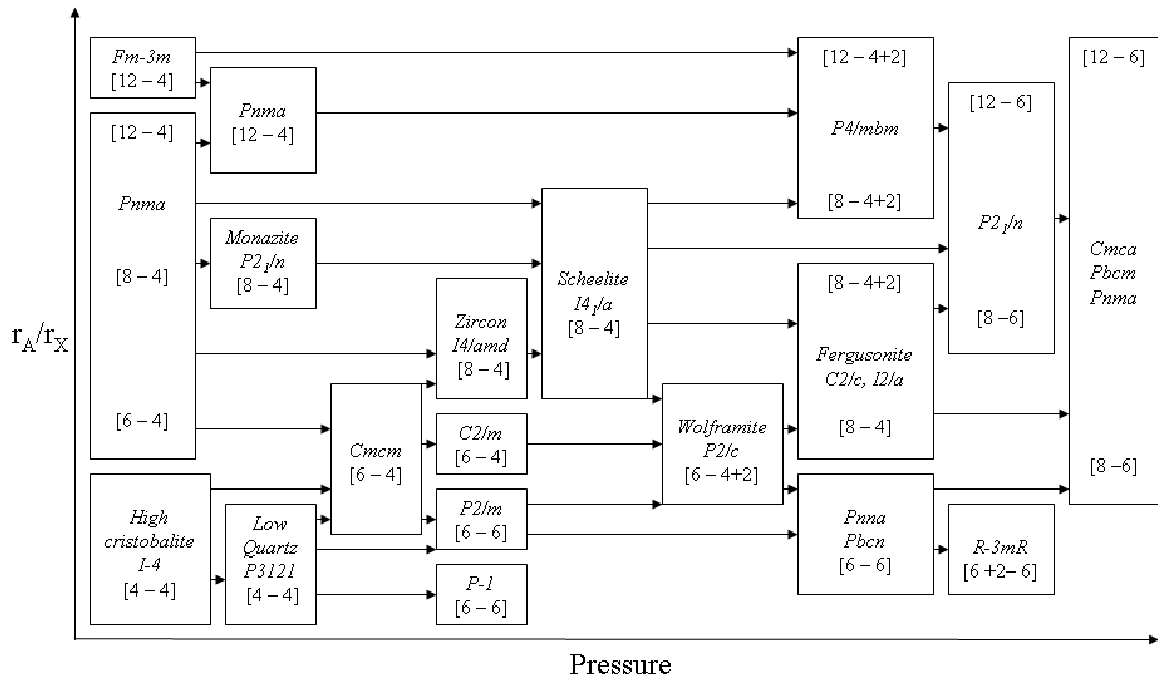 Fm-3m
[12 – 4]
Pnma
[12 – 4]
[12 – 4]
Pnma
[8 – 4]
[6 – 4]
Monazite
P2₁/n
[8 – 4]
High
cristobalite
I-4
[4 – 4]
Low
Quartz
P3121
[4 – 4]
Cmcm
[6 – 4]
Zircon
I4/amd
[8 – 4]
C2/m
[6 – 4]
P2/m
[6 – 6]
P-1
[6 – 6]
Scheelite
I4₁/a
[8 – 4]
Wolframite
P2/c
[6 – 4+2]
[12 – 4+2]
P4/mbm
[8 – 4+2]
[8 – 4+2]
Fergusonite
C2/c, I2/a
[8 – 4]
Pnna
Pbcn
[6 – 6]
[12 – 6]
P2₁/n
[8 –6]
R-3mR
[6 +2– 6]
[12 – 6]
Cmca
Pbcm
Pnma
[8 –6]
r_A/r_X
Pressure